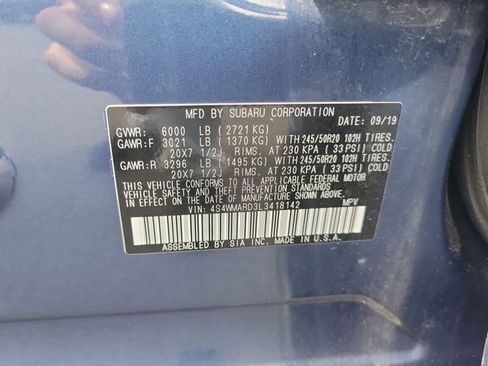 MFD BY SUBARU CORPORATION
DATE: 09/19
GVWR: 6000 LB ( 2721 KG)
GAWR:F 3021 LB ( 1370 KG) WITH 245/50R20 102H TIRES.
20X7 1/2J RIMS. AT 230 KPA ( 33 PSI) COLD
GAWR:R 3296 LB ( 1495 KG) WITH 245/50R20 102H TIRES.
20X7 1/2J RIMS. AT 230 KPA ( 33 PSI) COLD
THIS VEHICLE CONFORMS TO ALL APPLICABLE FEDERAL MOTOR
VEHICLE SAFETY AND THEFT PREVENTION STANDARDS
IN EFFECT ON THE DATE OF MANUFACTURE SHOWN ABOVE.
VIN: 4S4WMARD3L3418142 MPV
ASSEMBLED BY SIA INC. MADE IN U.S.A.